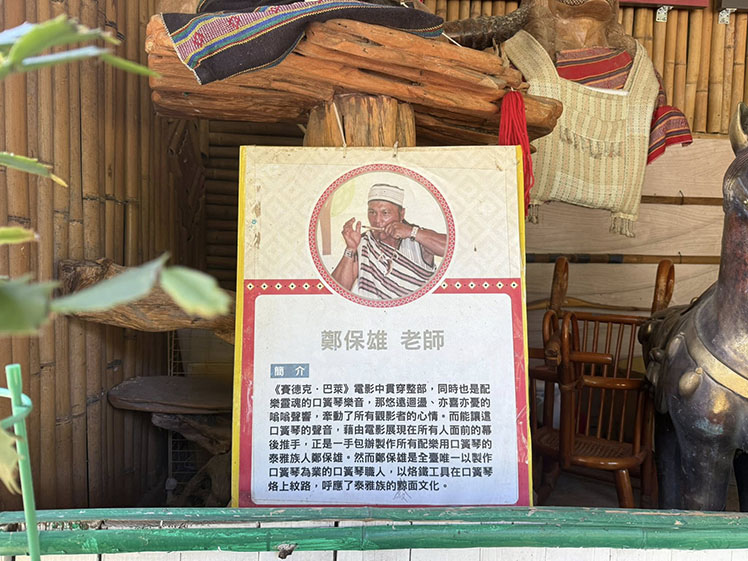 鄭保雄 老師
簡介
《賽德克‧巴萊》電影中貫穿整部，同時也是配
樂靈魂的口簧琴樂音，那悠遠迴盪、亦喜亦憂的
嗡嗡聲響，牽動了所有觀影者的心情。而能讓這
口簧琴的聲音，藉由電影展現在所有人面前的幕
後推手，正是一手包辦製作所有配樂用口簧琴的
泰雅族人鄭保雄。然而鄭保雄是全臺唯一以製作
口簧琴為業的口簧琴職人，以烙鐵工具在口簧琴
烙上紋路，呼應了泰雅族的黥面文化。